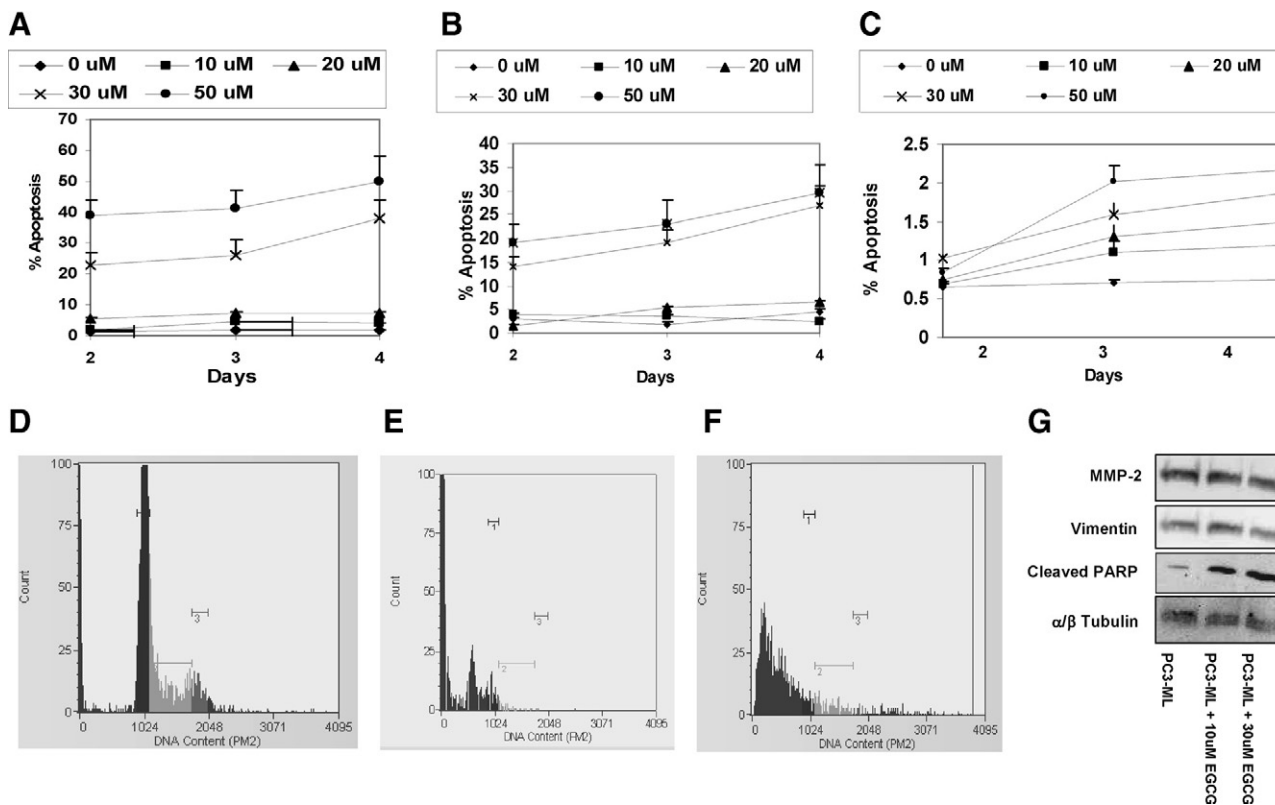 A
0 uM 10 uM 20 uM
30 uM 50 uM
% Apoptosis
70
60
50
40
30
20
10
0
2 3 4
Days
B
0 uM 10 uM 20 uM
30 uM 50 uM
% Apoptosis
40
35
30
25
20
15
10
5
0
2 3 4
Days
C
0 uM 10 uM 20 uM
30 uM 50 uM
% Apoptosis
2.5
2
1.5
1
0.5
0
2 3 4
Days
D
Count
100
75
50
25
0
3
0 1024 2048 3071 4095
DNA Content (PM2)
E
Count
100
75
50
25
0
1
3
2
0 1024 2048 3071 4095
DNA Content (FM2)
F
Count
100
75
50
25
0
1
3
2
0 1024 2048 3071 4095
DNA Content (PM2)
G
MMP-2
Vimentin
Cleaved PARP
α/β Tubulin
PC3-ML
PC3-ML + 10uM EGCG
PC3-ML + 30uM EGCG